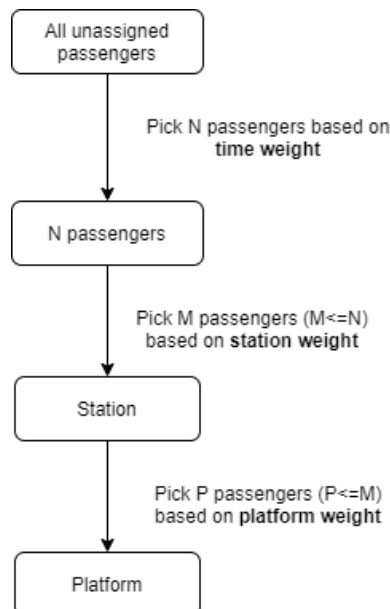 All unassigned
passengers
Pick N passengers based on
time weight
N passengers
Pick M passengers (M<=N)
based on station weight
Station
Pick P passengers (P<=M)
based on platform weight
Platform